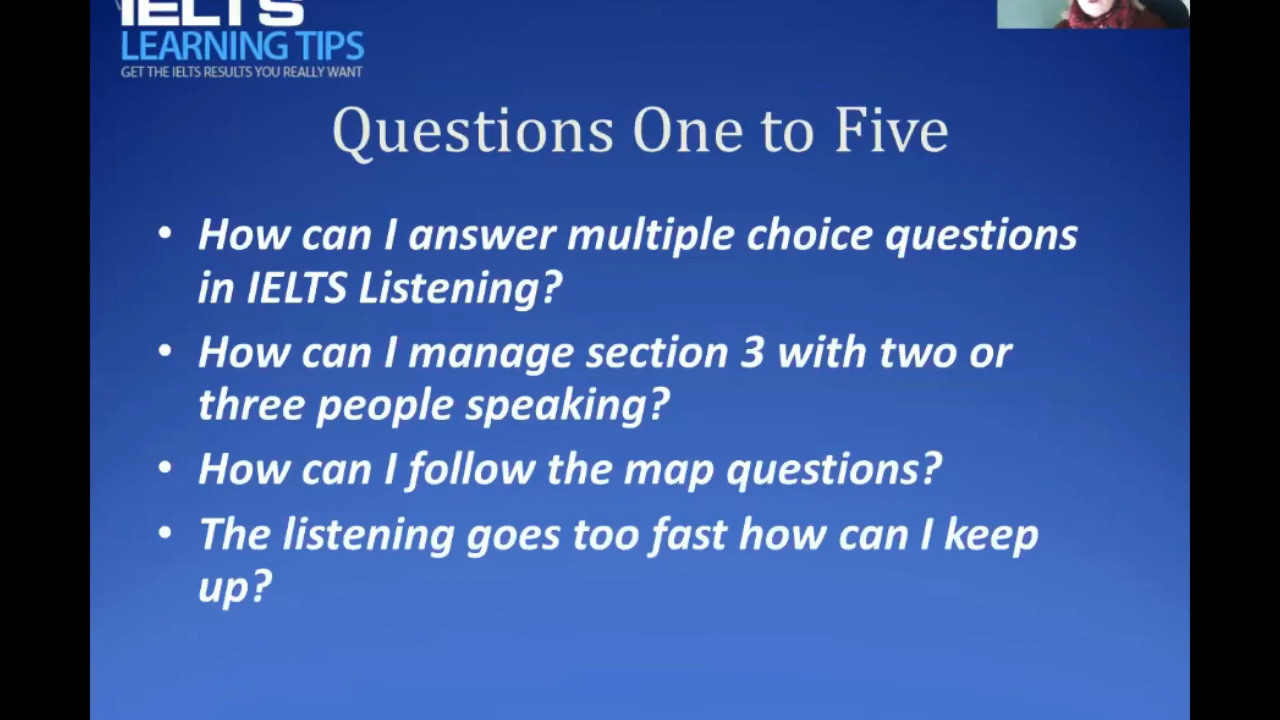 IELTS
LEARNING TIPS
GET THE IELTS RESULTS YOU REALLY WANT
Questions One to Five
• How can I answer multiple choice questions
in IELTS Listening?
• How can I manage section 3 with two or
three people speaking?
• How can I follow the map questions?
• The listening goes too fast how can I keep
up?